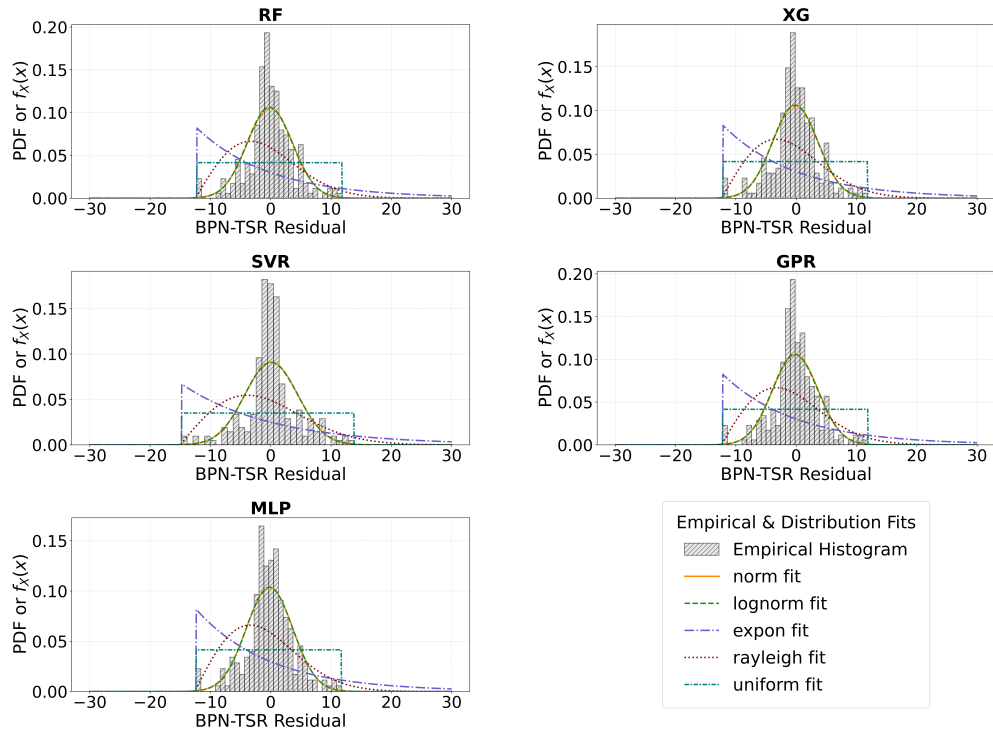 RF
PDF or fX(x)
0.20
0.15
0.10
0.05
0.00
−30 −20 −10 0 10 20 30
BPN-TSR Residual
XG
PDF or fX(x)
0.15
0.10
0.05
0.00
−30 −20 −10 0 10 20 30
BPN-TSR Residual
SVR
PDF or fX(x)
0.15
0.10
0.05
0.00
−30 −20 −10 0 10 20 30
BPN-TSR Residual
GPR
PDF or fX(x)
0.20
0.15
0.10
0.05
0.00
−30 −20 −10 0 10 20 30
BPN-TSR Residual
MLP
PDF or fX(x)
0.15
0.10
0.05
0.00
−30 −20 −10 0 10 20 30
BPN-TSR Residual
Empirical & Distribution Fits
Empirical Histogram
norm fit
lognorm fit
expon fit
rayleigh fit
uniform fit